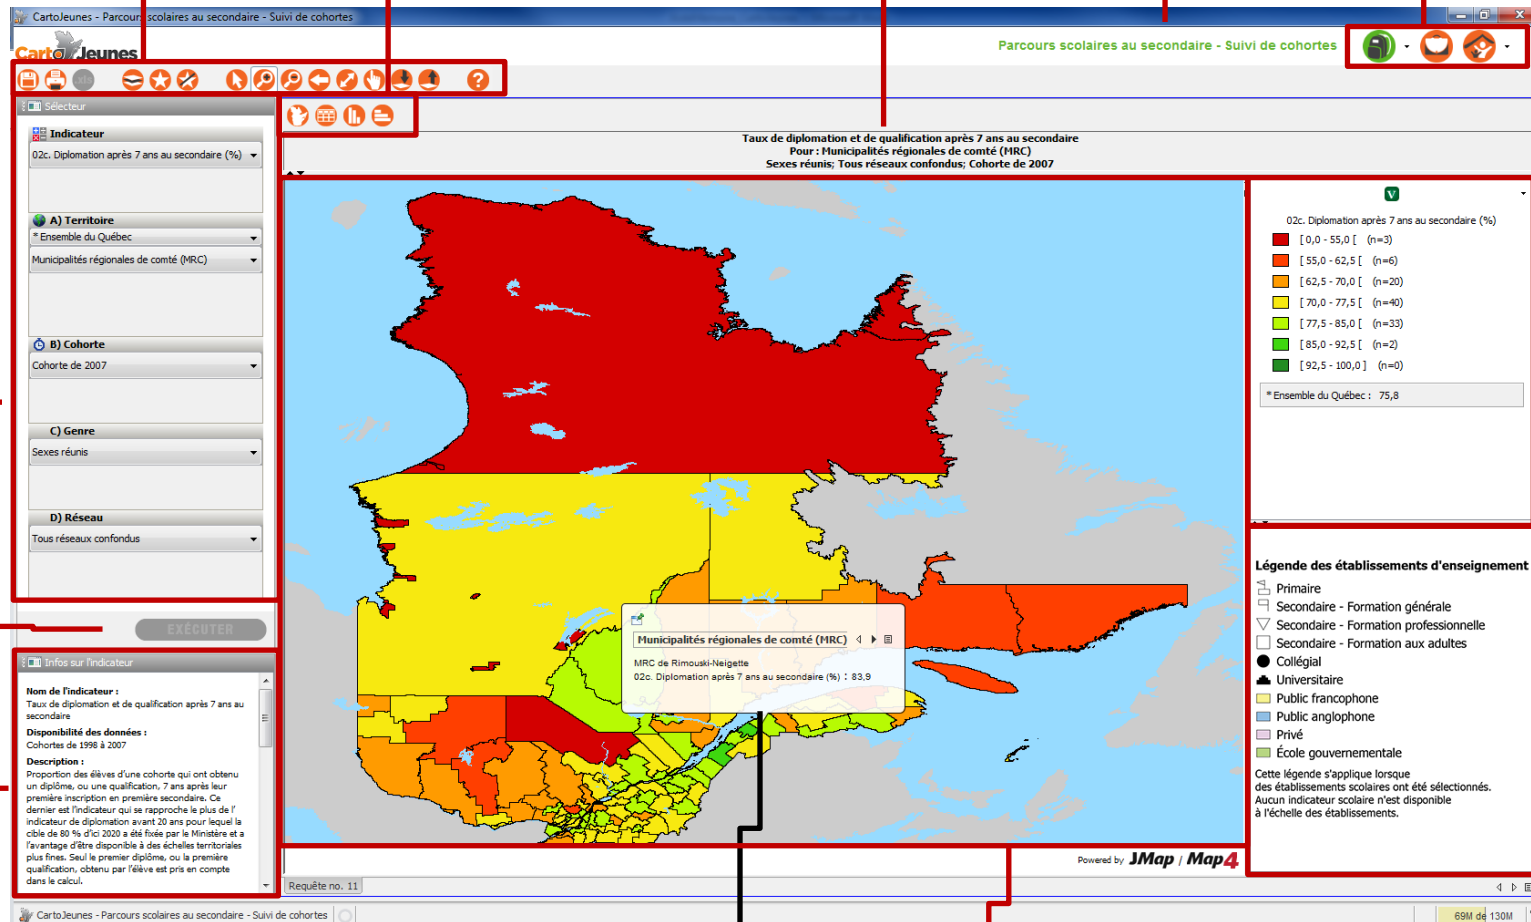 CartoJeunes - Parcours scolaires au secondaire - Suivi de cohortes
Carto Jeunes
Parcours scolaires au secondaire - Suivi de cohortes
Sélecteur
Indicateur
02c. Diplomation après 7 ans au secondaire (%)
A) Territoire
* Ensemble du Québec
Municipalités régionales de comté (MRC)
B) Cohorte
Cohorte de 2007
C) Genre
Sexes réunis
D) Réseau
Tous réseaux confondus
EXÉCUTER
Infos sur l'indicateur
Nom de l'indicateur :
Taux de diplomation et de qualification après 7 ans au
secondaire
Disponibilité des données :
Cohortes de 1998 à 2007
Description :
Proportion des élèves d'une cohorte qui ont obtenu
un diplôme, ou une qualification, 7 ans après leur
première inscription en première secondaire. Ce
dernier est l'indicateur qui se rapproche le plus de l'
indicateur de diplomation avant 20 ans pour lequel la
cible de 80 % d'ici 2020 a été fixée par le Ministère et a
l'avantage d'être disponible à des échelles territoriales
plus fines. Seul le premier diplôme, ou la première
qualification, obtenu par l'élève est pris en compte
dans le calcul.
Taux de diplomation et de qualification après 7 ans au secondaire
Pour : Municipalités régionales de comté (MRC)
Sexes réunis; Tous réseaux confondus; Cohorte de 2007
Municipalités régionales de comté (MRC)
MRC de Rimouski-Neigette
02c. Diplomation après 7 ans au secondaire (%) : 83,9
V
02c. Diplomation après 7 ans au secondaire (%)
[ 0,0 - 55,0 [ (n=3)
[ 55,0 - 62,5 [ (n=6)
[ 62,5 - 70,0 [ (n=20)
[ 70,0 - 77,5 [ (n=40)
[ 77,5 - 85,0 [ (n=33)
[ 85,0 - 92,5 [ (n=2)
[ 92,5 - 100,0 ] (n=0)
* Ensemble du Québec : 75,8
Légende des établissements d'enseignement
Primaire
Secondaire - Formation générale
Secondaire - Formation professionnelle
Secondaire - Formation aux adultes
Collégial
Universitaire
Public francophone
Public anglophone
Privé
École gouvernementale
Cette légende s'applique lorsque
des établissements scolaires ont été sélectionnés.
Aucun indicateur scolaire n'est disponible
à l'échelle des établissements.
Powered by JMap / Map4
Requête no. 11
CartoJeunes - Parcours scolaires au secondaire - Suivi de cohortes
69M de 130M